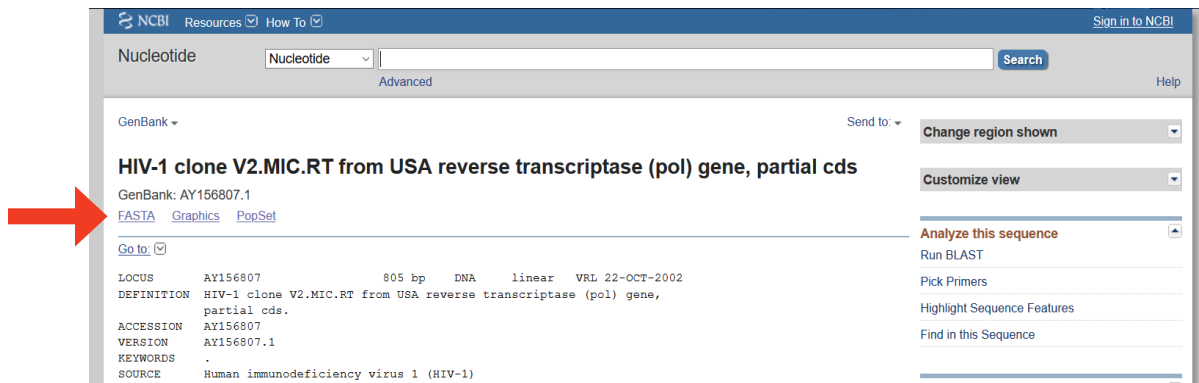 NCBI Resources How To Sign in to NCBI
Nucleotide Nucleotide Search
Advanced Help
GenBank Send to:
Change region shown
HIV-1 clone V2.MIC.RT from USA reverse transcriptase (pol) gene, partial cds
Customize view
GenBank: AY156807.1
FASTA Graphics PopSet
Analyze this sequence
Go to:
Run BLAST
LOCUS AY156807 805 bp DNA linear VRL 22-OCT-2002
Pick Primers
DEFINITION HIV-1 clone V2.MIC.RT from USA reverse transcriptase (pol) gene,
partial cds.
Highlight Sequence Features
ACCESSION AY156807
VERSION AY156807.1
Find in this Sequence
KEYWORDS .
SOURCE Human immunodeficiency virus 1 (HIV-1)